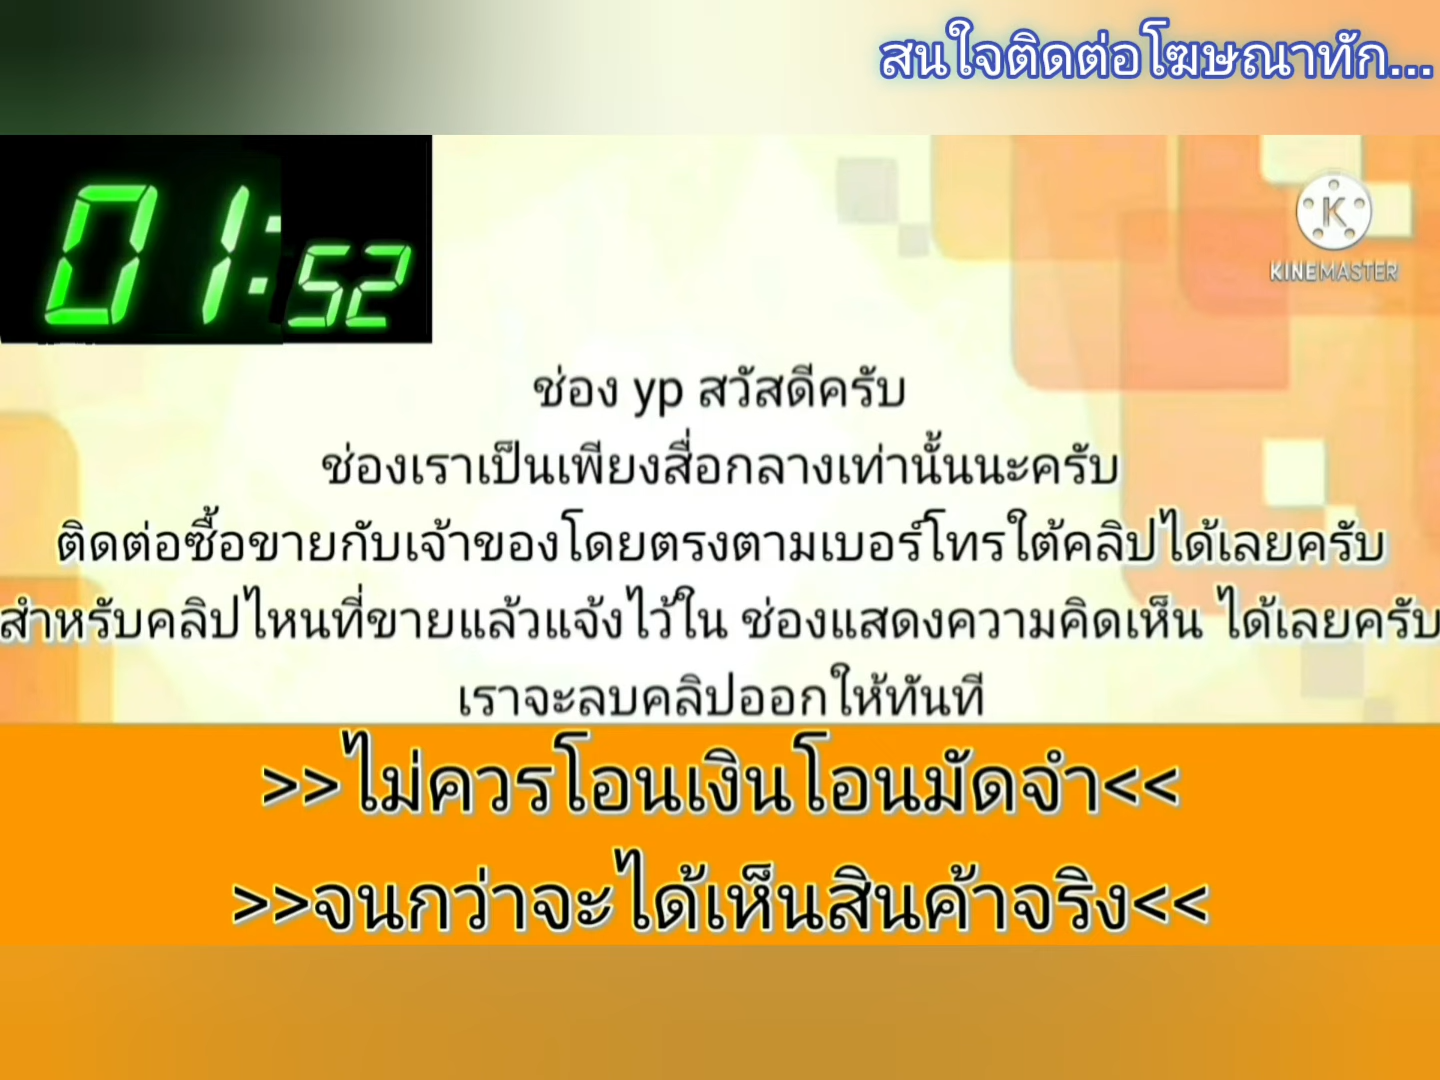 สนใจติดต่อโฆษณาทัก...
01:52
KINEMASTER
ช่อง yp สวัสดีครับ
ช่องเราเป็นเพียงสื่อกลางเท่านั้นนะครับ
ติดต่อซื้อขายกับเจ้าของโดยตรงตามเบอร์โทรใต้คลิปได้เลยครับ
สำหรับคลิปไหนที่ขายแล้วแจ้งไว้ใน ช่องแสดงความคิดเห็น ได้เลยครับ
เราจะลบคลิปออกให้ทันที
>>ไม่ควรโอนเงินโอนมัดจำ<<
>>จนกว่าจะได้เห็นสินค้าจริง<<